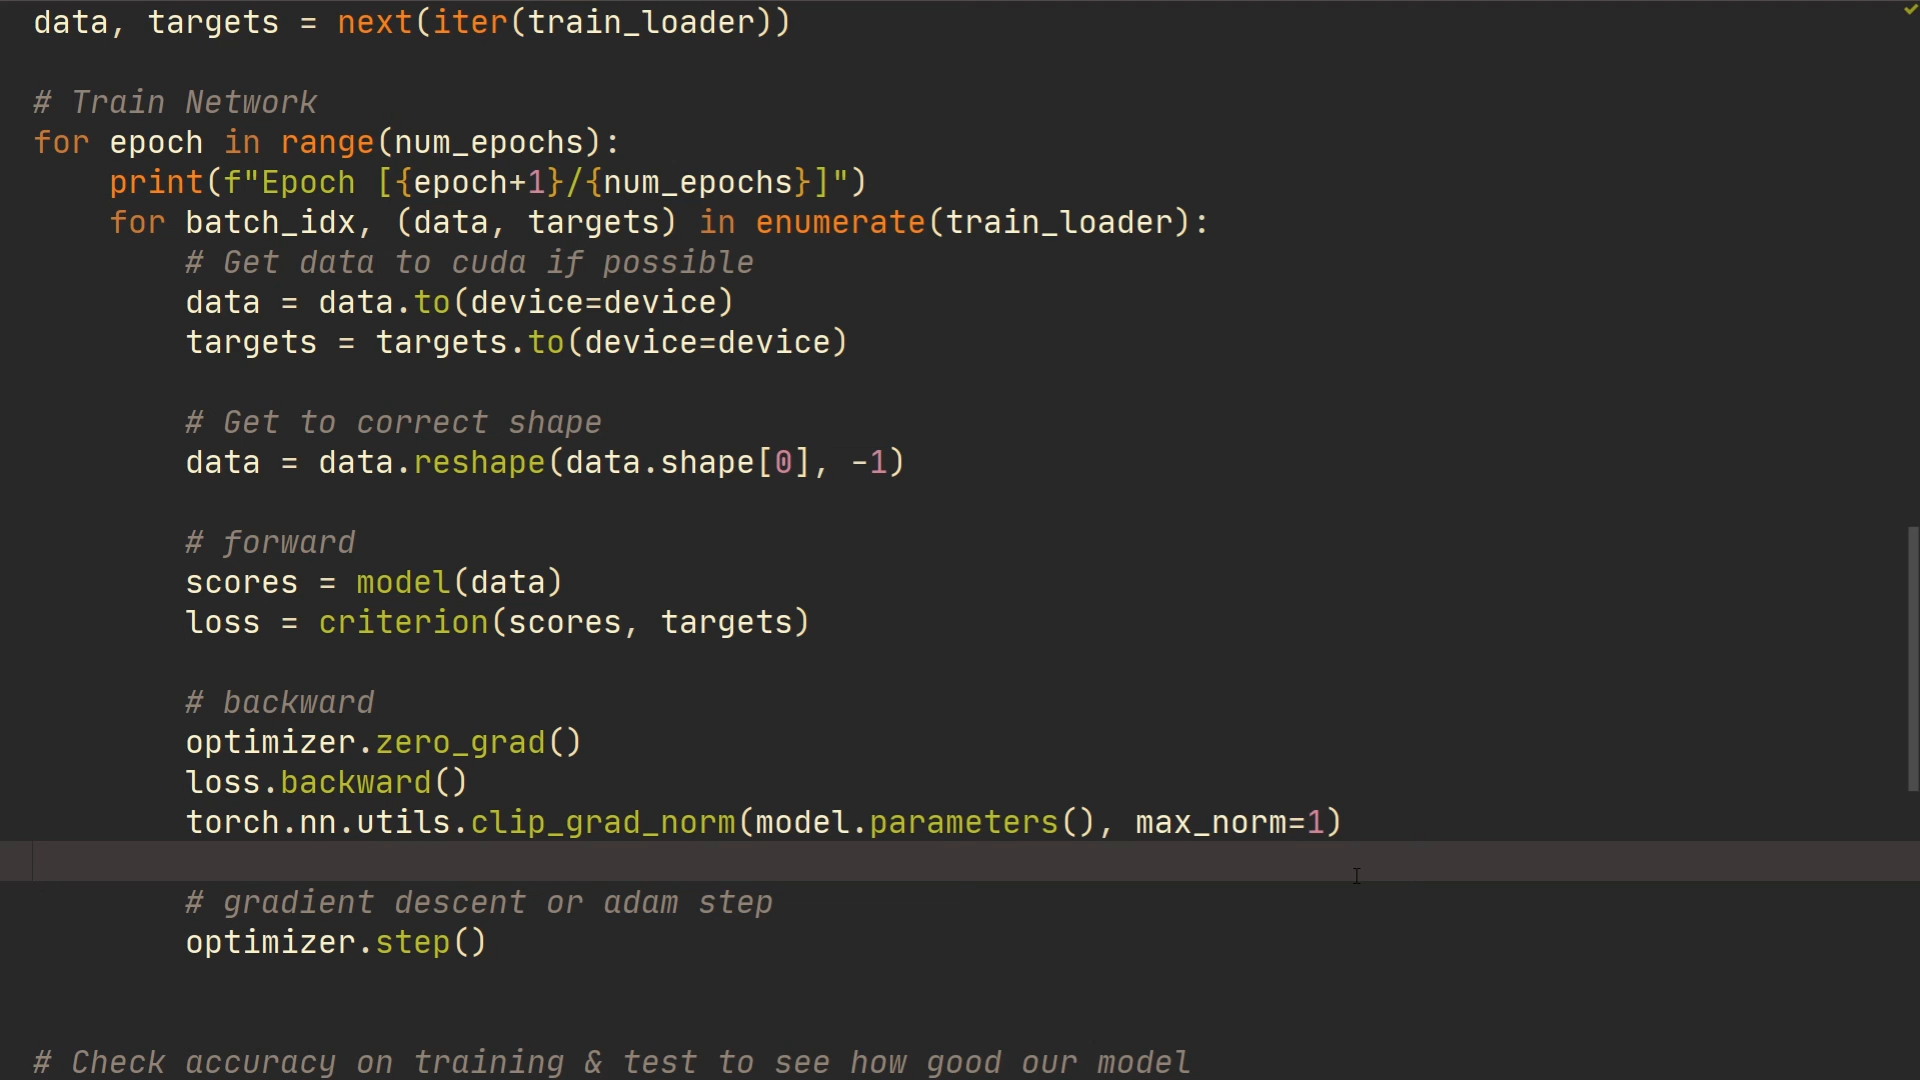 data, targets = next(iter(train_loader))
# Train Network
for epoch in range(num_epochs):
print(f"Epoch [{epoch+1}/{num_epochs}]")
for batch_idx, (data, targets) in enumerate(train_loader):
# Get data to cuda if possible
data = data.to(device=device)
targets = targets.to(device=device)
# Get to correct shape
data = data.reshape(data.shape[0], -1)
# forward
scores = model(data)
loss = criterion(scores, targets)
# backward
optimizer.zero_grad()
loss.backward()
torch.nn.utils.clip_grad_norm(model.parameters(), max_norm=1)
# gradient descent or adam step
optimizer.step()
# Check accuracy on training & test to see how good our model